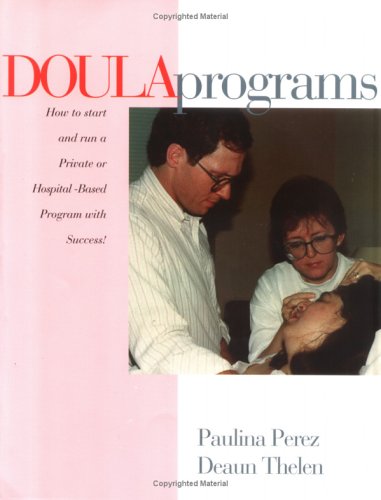 Copyrighted Material
DOULAprograms
How to start
and run a
Private or
Hospital-Based
Program with
Success!
Paulina Perez
Deaun Thelen
Copyrighted Material